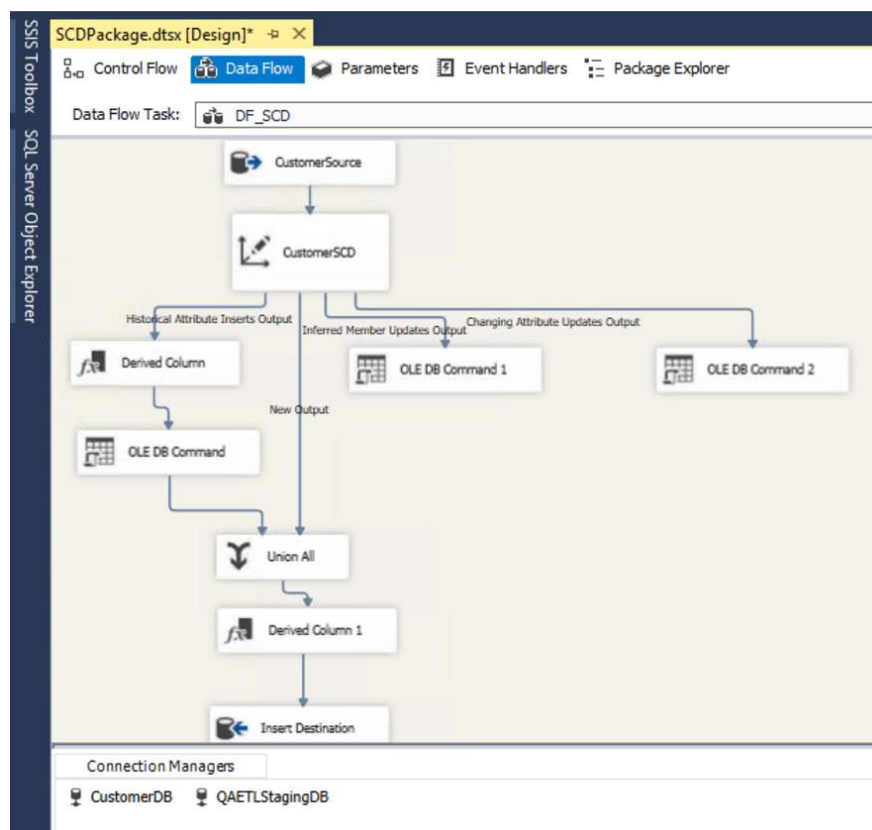 SSIS Toolbox
SQL Server Object Explorer
SCDPackage.dtsx [Design]*
Control Flow
Data Flow
Parameters
Event Handlers
Package Explorer
Data Flow Task:
DF_SCD
CustomerSource
CustomerSCD
Historical Attribute Inserts Output
Inferred Member Updates Output
Changing Attribute Updates Output
Derived Column
OLE DB Command 1
OLE DB Command 2
New Output
OLE DB Command
Union All
Derived Column 1
Insert Destination
Connection Managers
CustomerDB
QAETLStagingDB